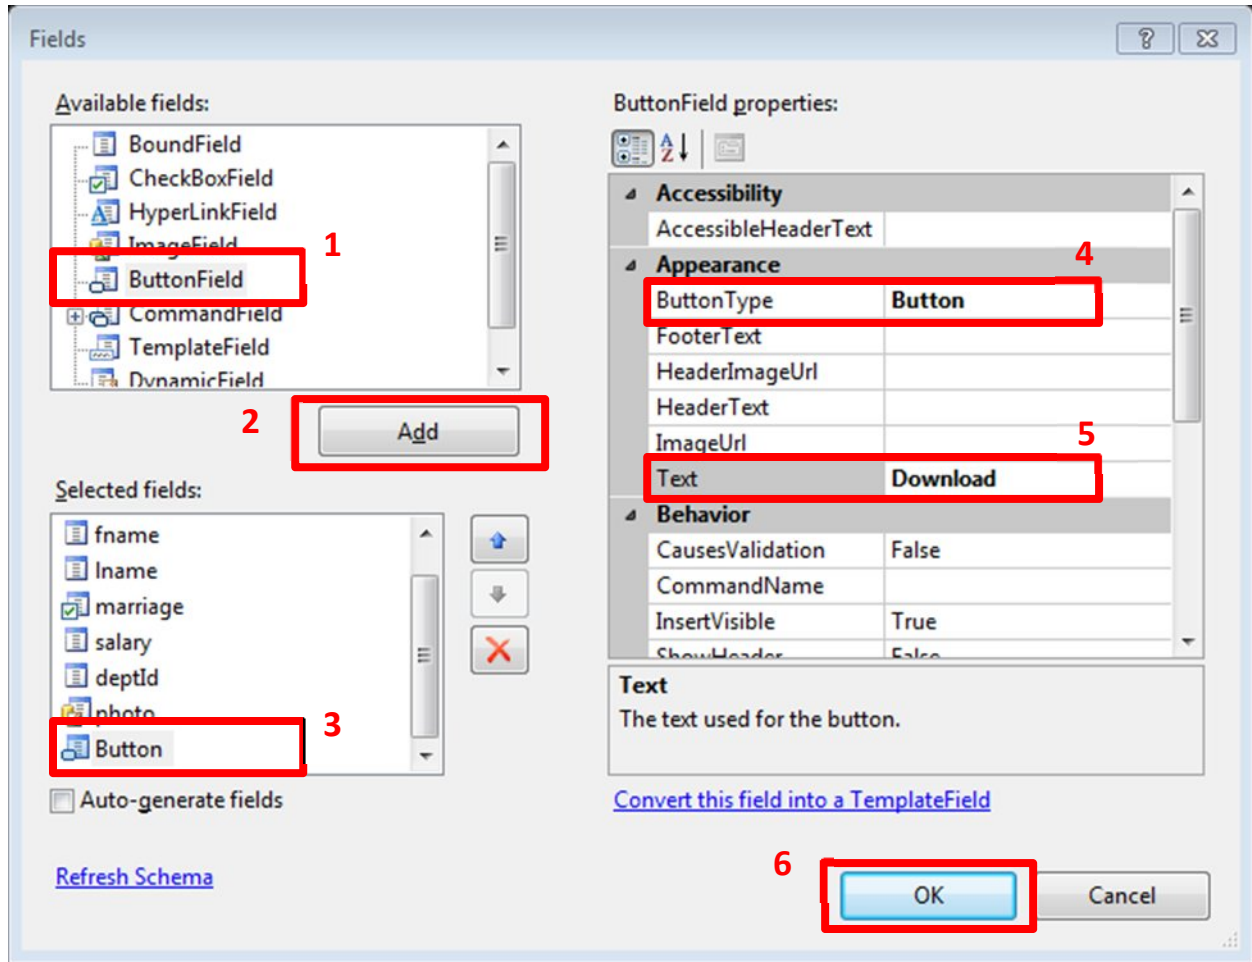 Fields
Available fields:
BoundField
CheckBoxField
HyperLinkField
ImageField
1
ButtonField
CommandField
TemplateField
DynamicField
2
Add
Selected fields:
fname
lname
marriage
salary
deptId
photo
3
Button
Auto-generate fields
Refresh Schema
ButtonField properties:
A
Z
Accessibility
AccessibleHeaderText
4
Appearance
ButtonType Button
FooterText
HeaderImageUrl
HeaderText
ImageUrl
5
Text Download
Behavior
CausesValidation False
CommandName
InsertVisible True
ShowHeader False
Text
The text used for the button.
Convert this field into a TemplateField
6
OK
Cancel